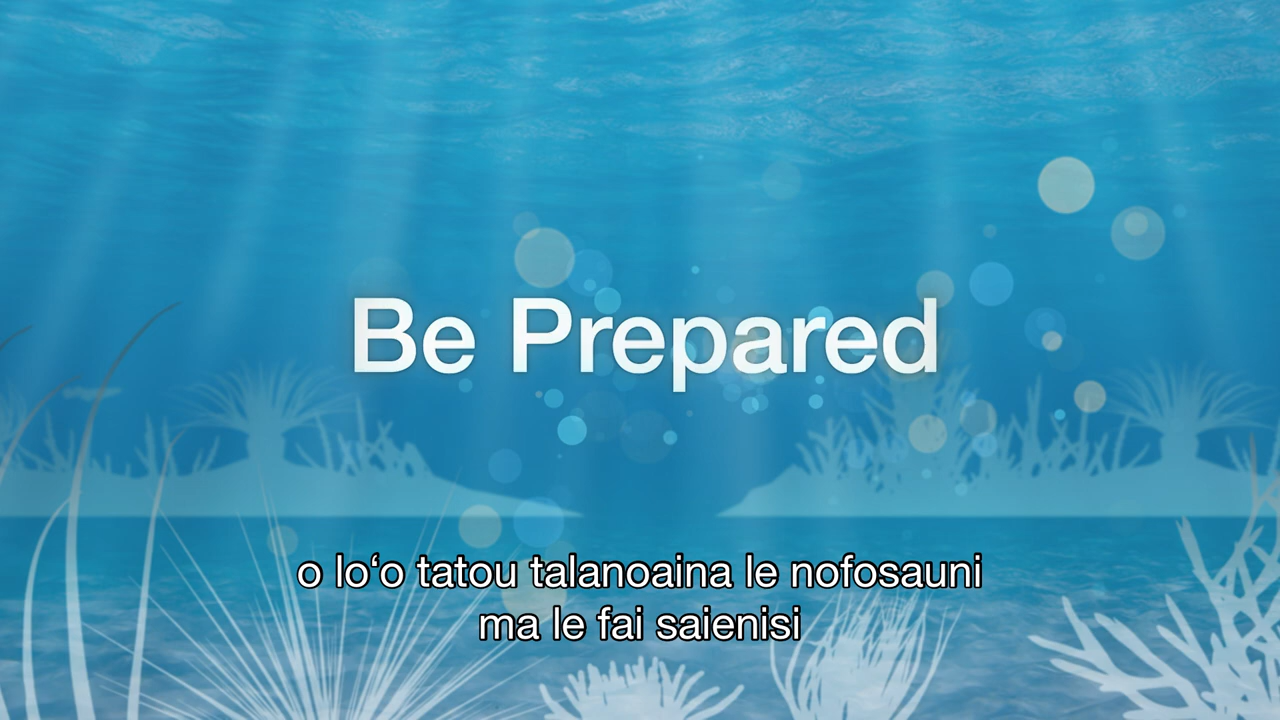 Be Prepared
o lo‘o tatou talanoaina le nofosauni
ma le fai saienisi